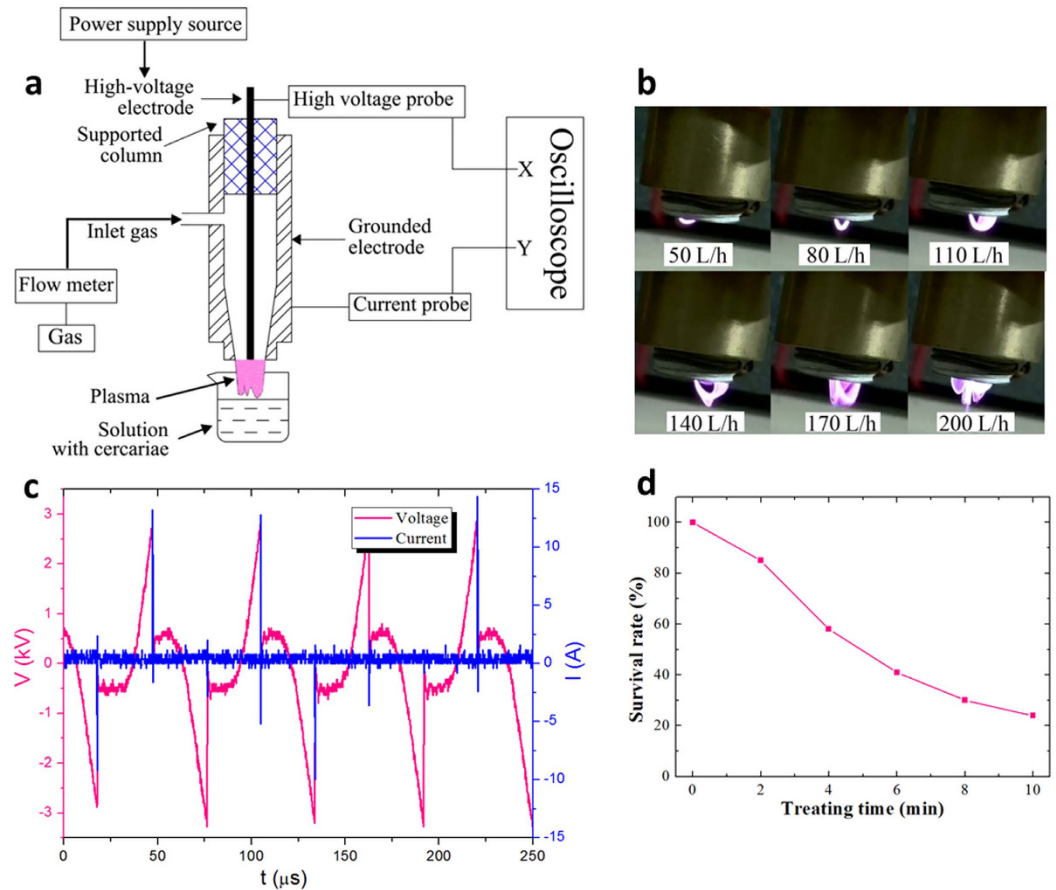 Power supply source
a
High-voltage
electrode
High voltage probe
Supported
column
X
Oscilloscope
Inlet gas
Grounded
electrode
Y
Flow meter
Current probe
Gas
Plasma
Solution
with cercariae
b
50 L/h
80 L/h
110 L/h
140 L/h
170 L/h
200 L/h
c
Voltage
Current
V (kV)
3
2
1
0
-1
-2
-3
I (A)
15
10
5
0
-5
-10
-15
0
50
100
150
200
250
t (μs)
d
Survival rate (%)
100
80
60
40
20
0
0
2
4
6
8
10
Treating time (min)